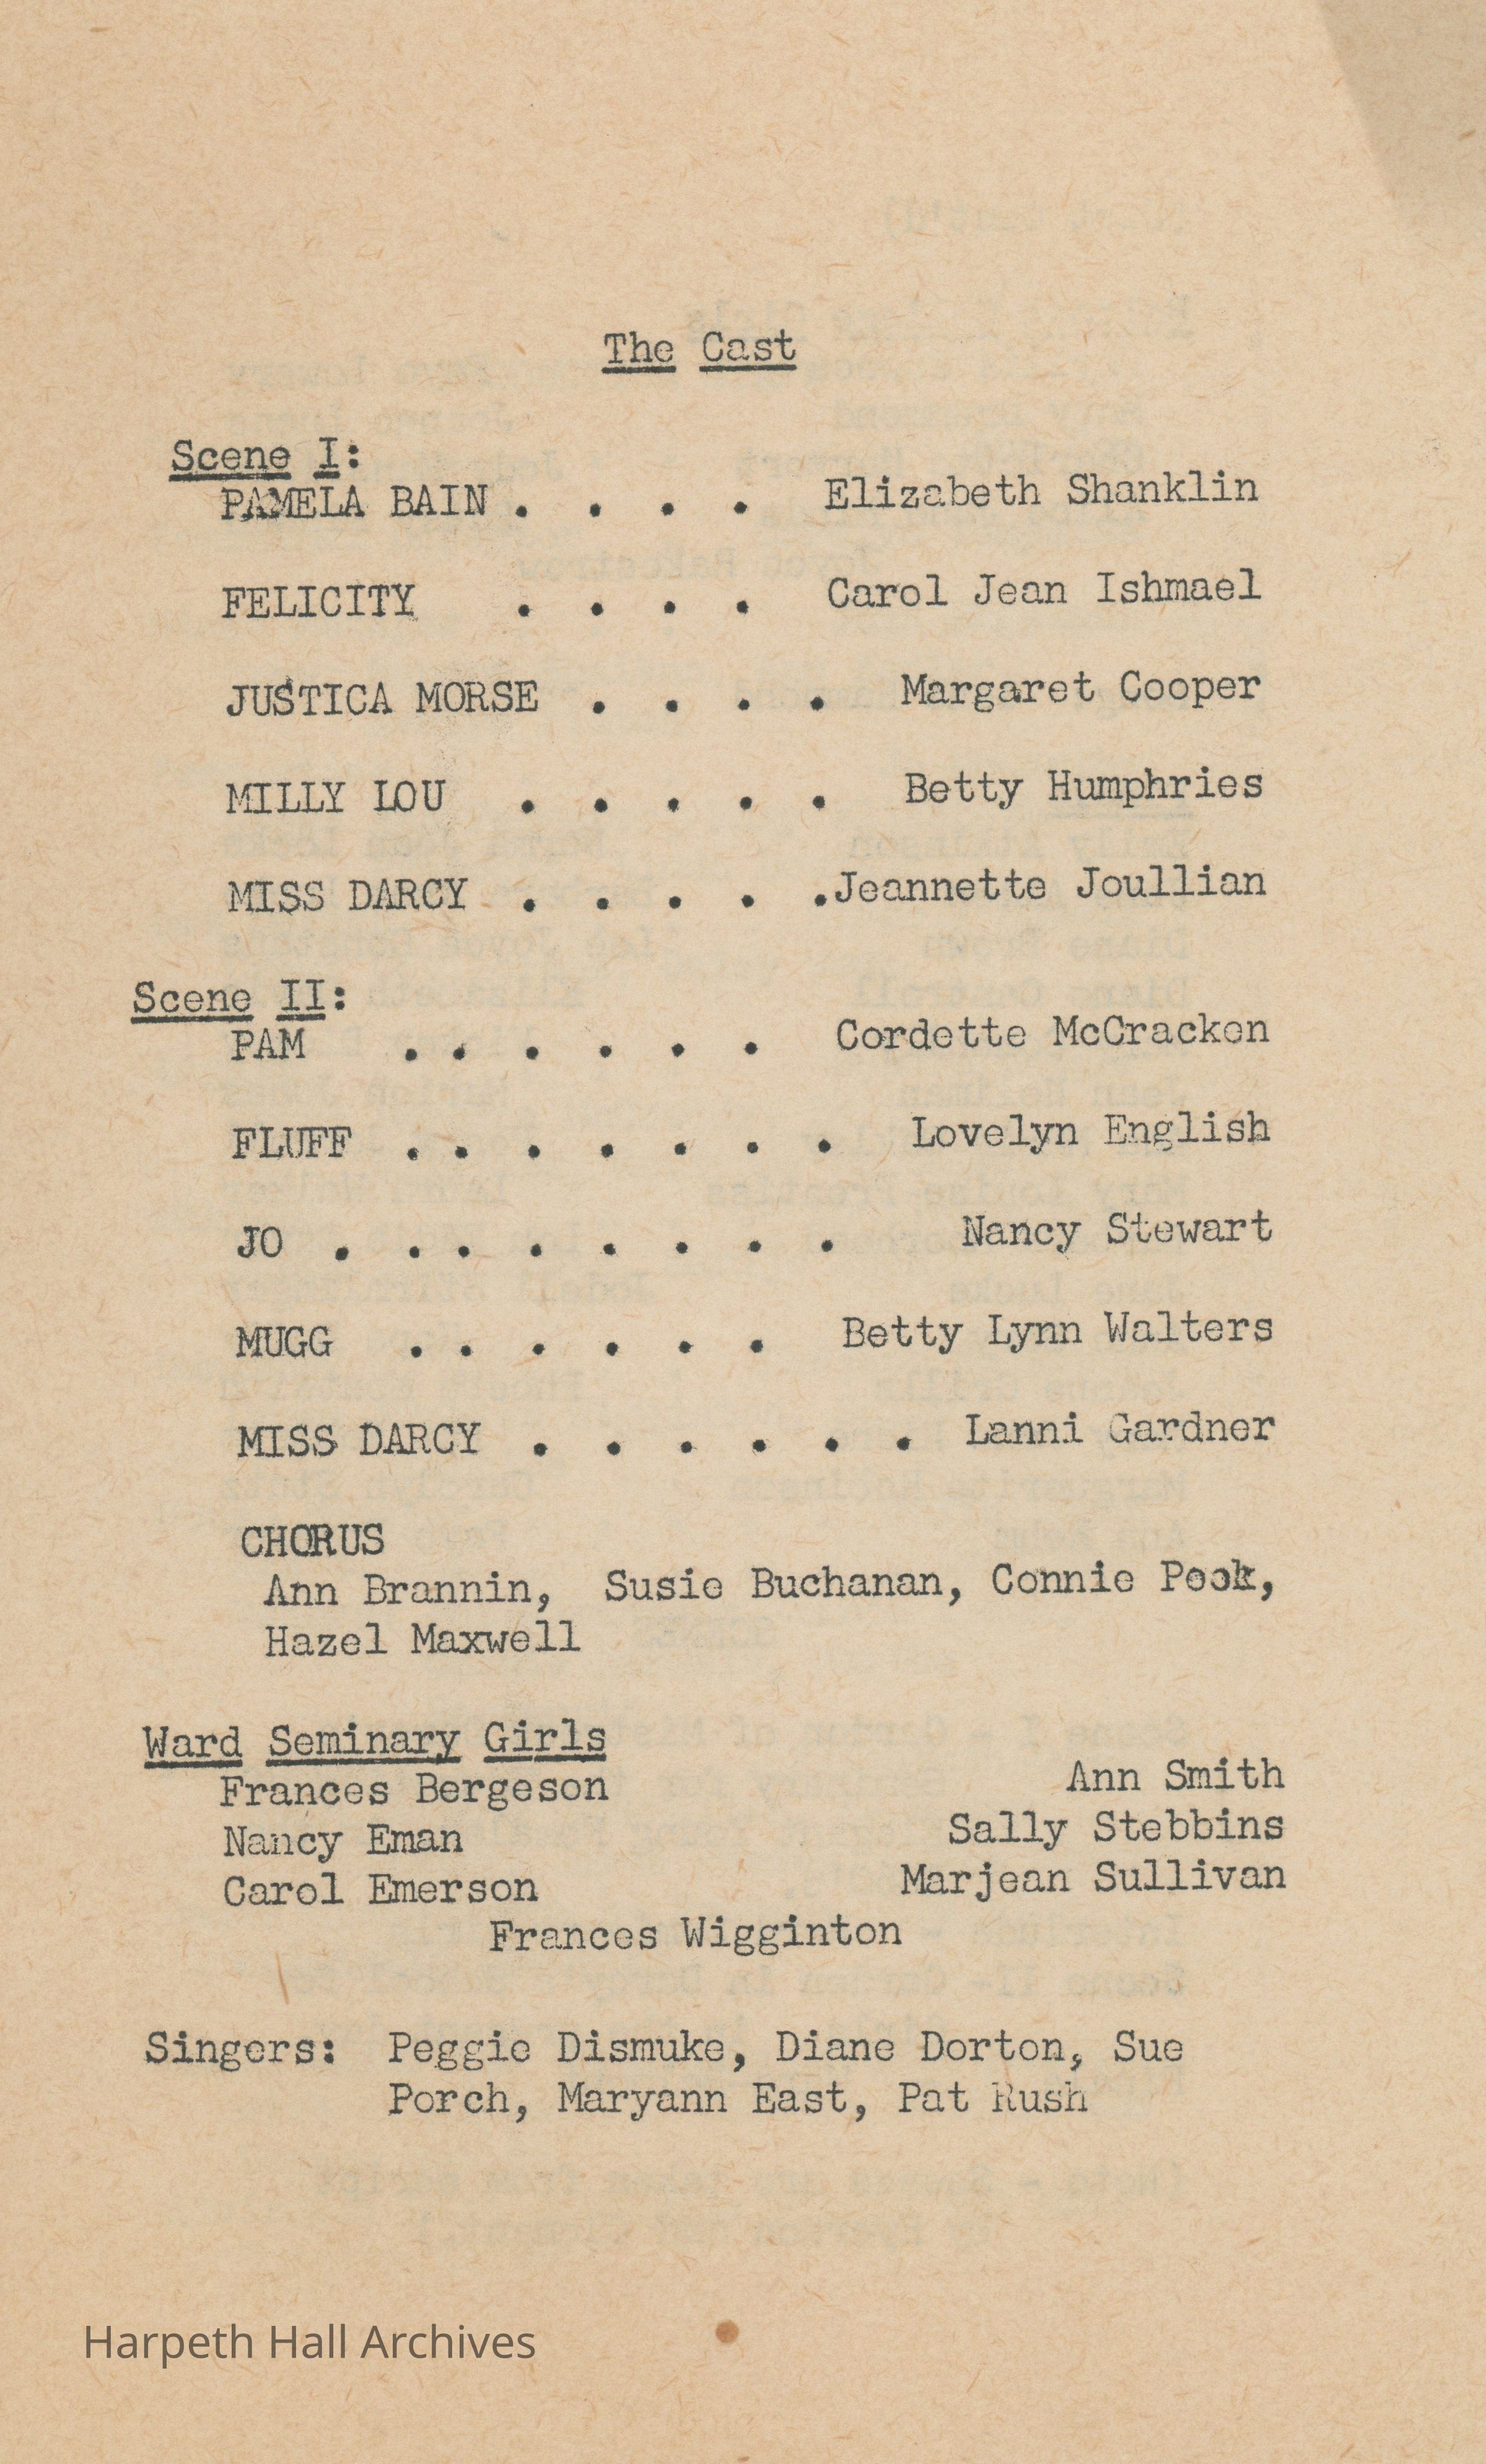 The Cast
Scene I:
PAMELA BAIN . . . . Elizabeth Shanklin
FELICITY . . . . Carol Jean Ishmael
JUSTICA MORSE . . . . Margaret Cooper
MILLY LOU . . . . . Betty Humphries
MISS DARCY . . . . .Jeannette Joullian
Scene II:
PAM . . . . . . Cordette McCracken
FLUFF . . . . . . . Lovelyn English
JO . . . . . . . . Nancy Stewart
MUGG . . . . . . Betty Lynn Walters
MISS DARCY . . . . . . Lanni Gardner
CHORUS
Ann Brannin, Susie Buchanan, Connie Peek,
Hazel Maxwell
Ward Seminary Girls
Frances Bergeson Ann Smith
Nancy Eman Sally Stebbins
Carol Emerson Marjean Sullivan
Frances Wigginton
Singers: Peggie Dismuke, Diane Dorton, Sue
Porch, Maryann East, Pat Rush
Harpeth Hall Archives